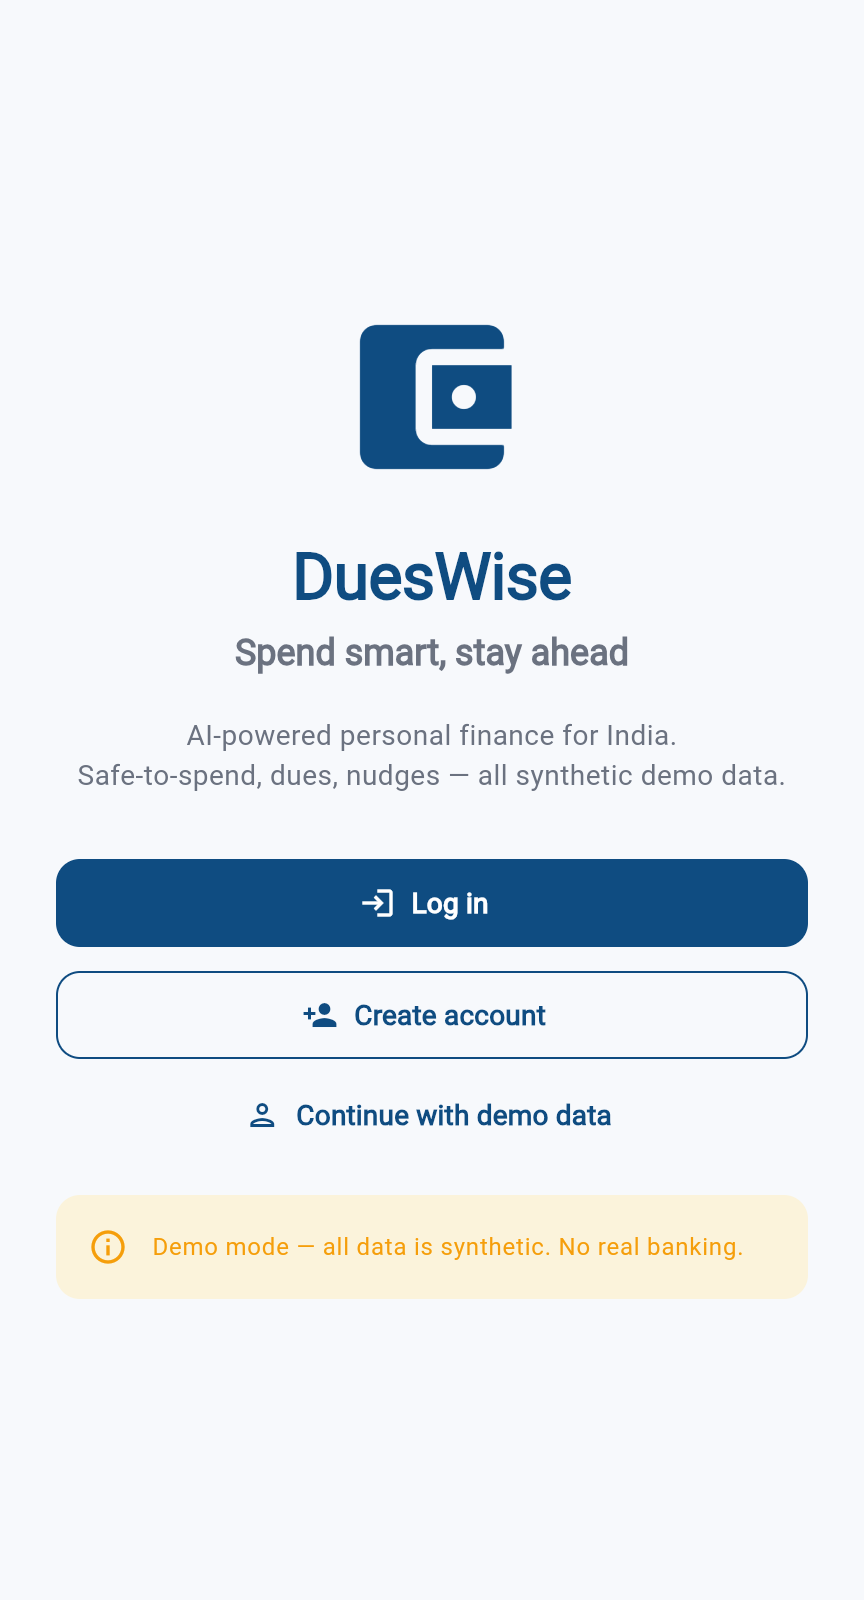 DuesWise
Spend smart, stay ahead
AI-powered personal finance for India.
Safe-to-spend, dues, nudges — all synthetic demo data.
Log in
Create account
Continue with demo data
Demo mode — all data is synthetic. No real banking.